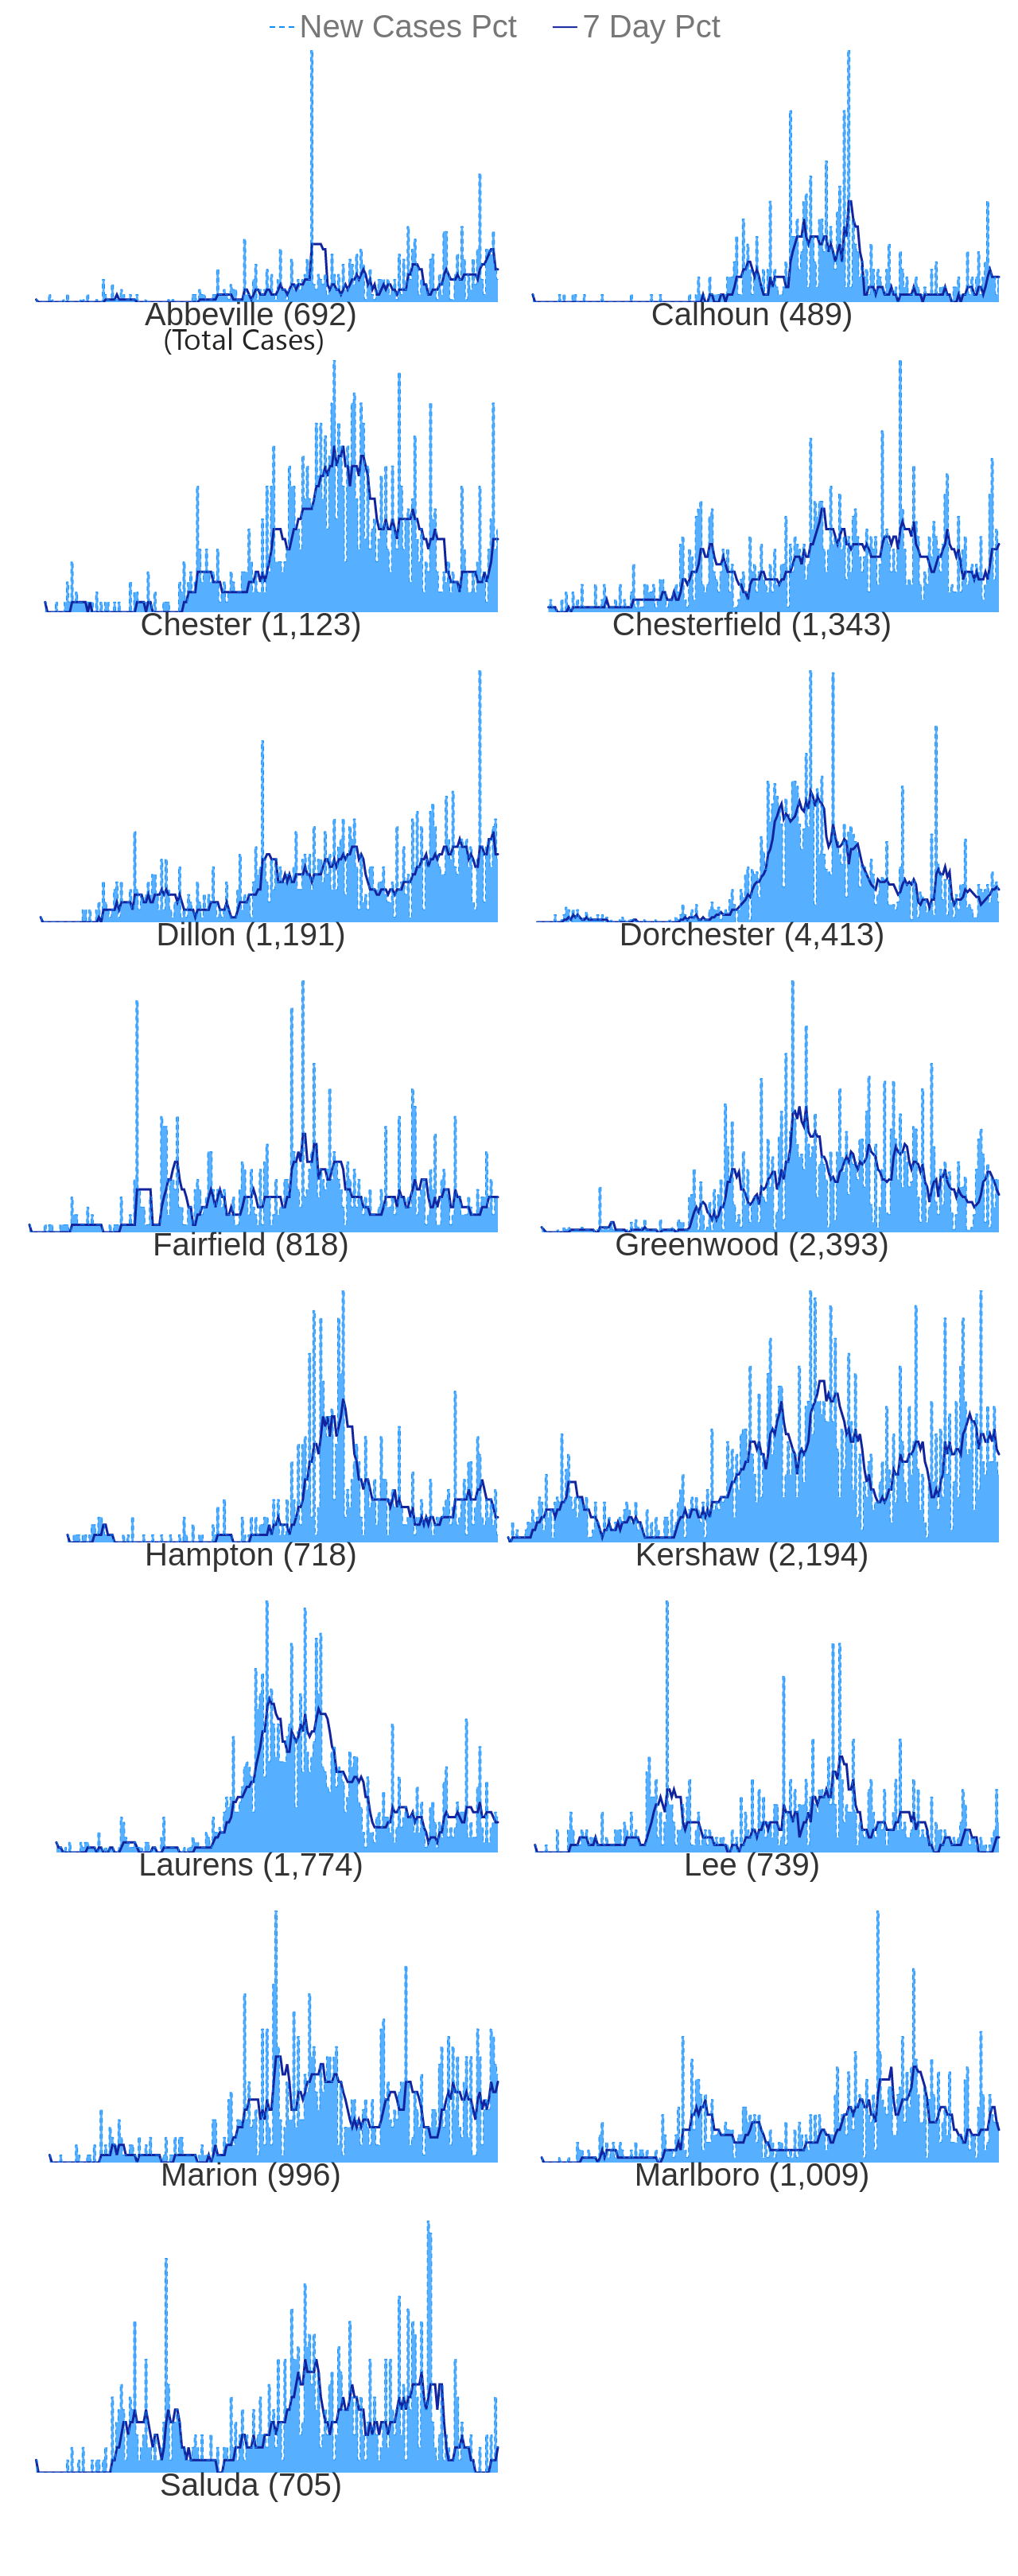 New Cases Pct 7 Day Pct
Abbeville (692) Calhoun (489)
(Total Cases)
Chester (1,123) Chesterfield (1,343)
Dillon (1,191) Dorchester (4,413)
Fairfield (818) Greenwood (2,393)
Hampton (718) Kershaw (2,194)
Laurens (1,774) Lee (739)
Marion (996) Marlboro (1,009)
Saluda (705)